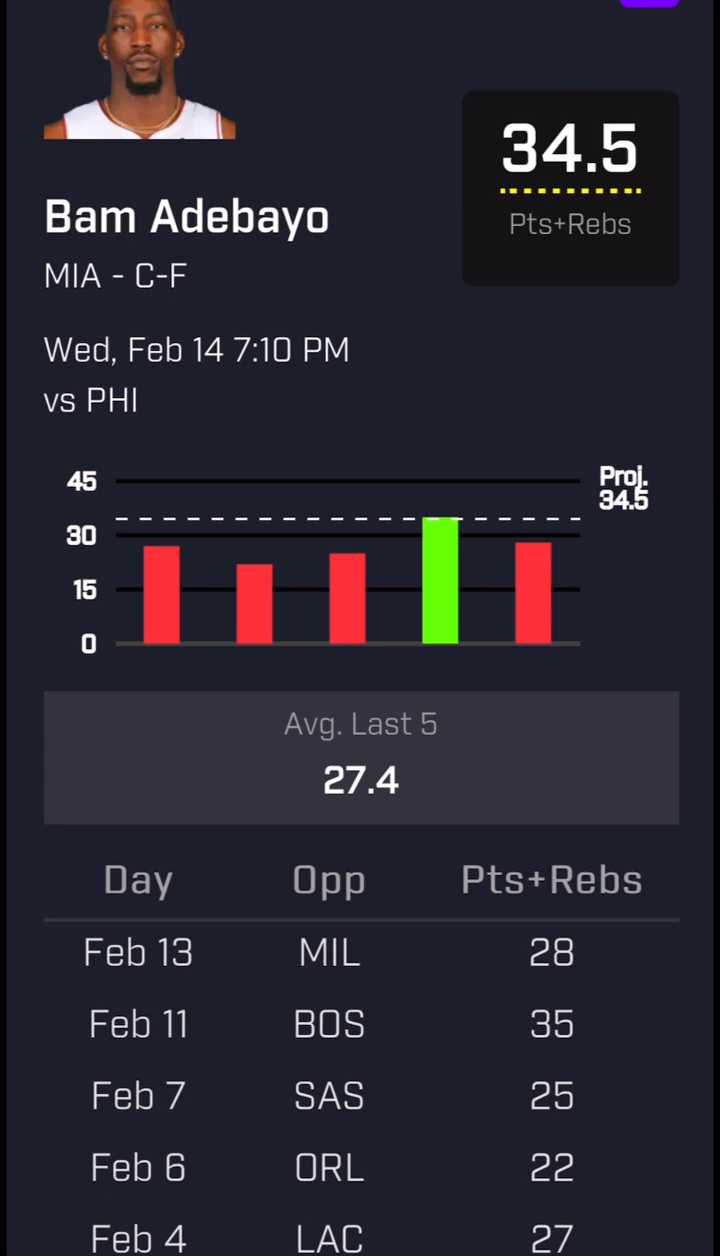 34.5
Pts+Rebs
Bam Adebayo
MIA - C-F
Wed, Feb 14 7:10 PM
vs PHI
45
30
15
0
Proj.
34.5
Avg. Last 5
27.4
Day Opp Pts+Rebs
Feb 13 MIL 28
Feb 11 BOS 35
Feb 7 SAS 25
Feb 6 ORL 22
Feb 4 LAC 27